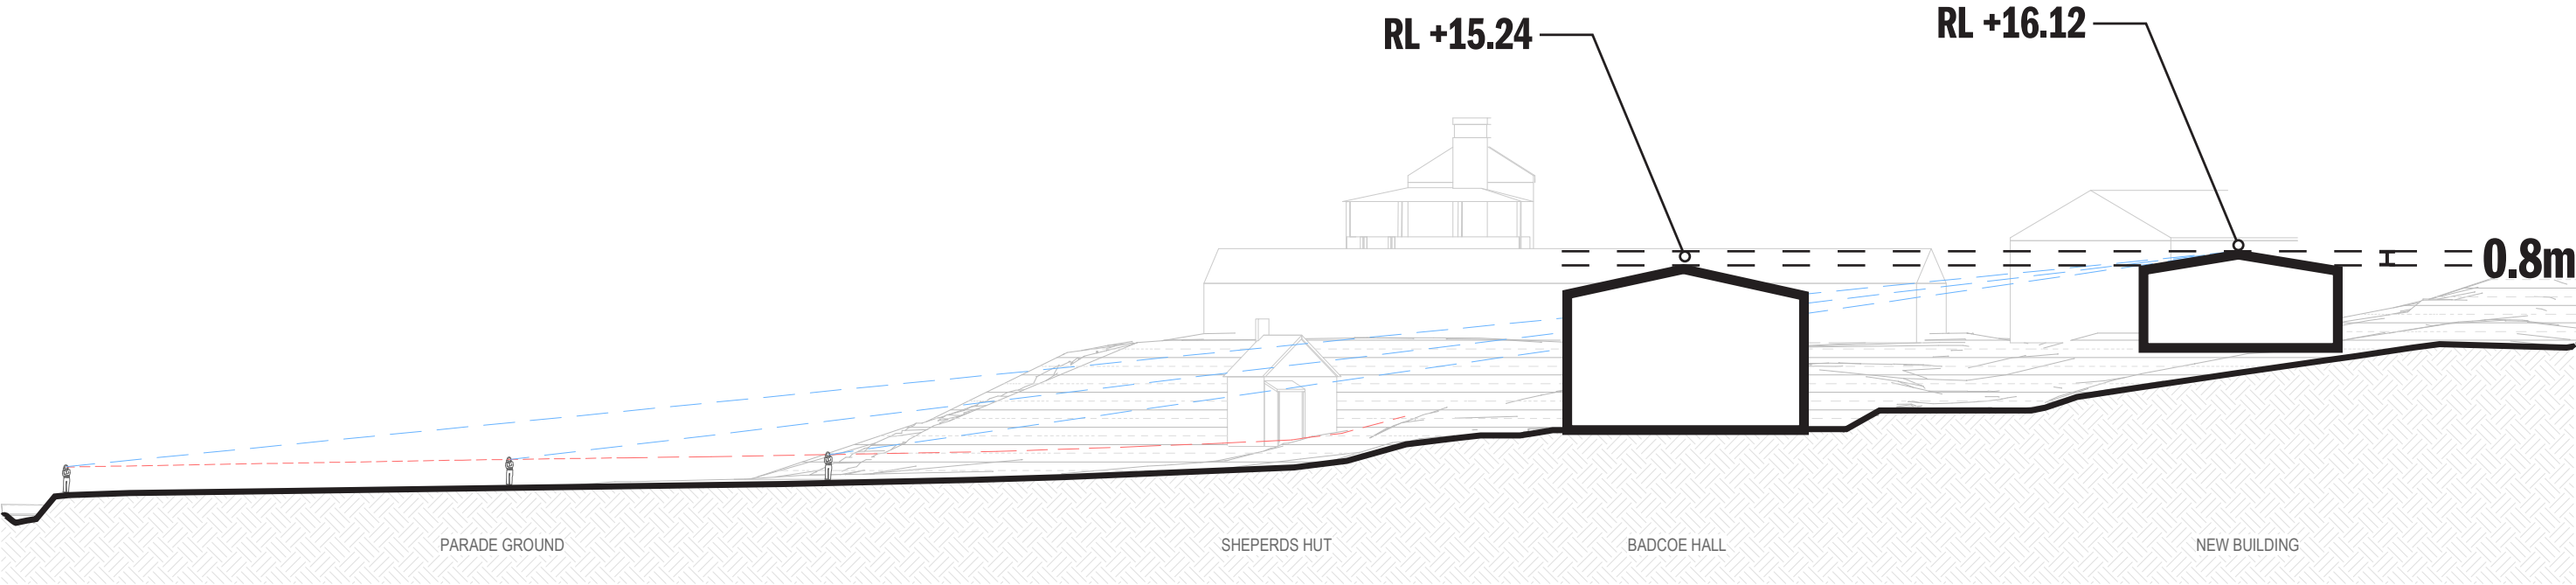 RL +15.24
RL +16.12
0.8m
PARADE GROUND
SHEPERDS HUT
BADCOE HALL
NEW BUILDING